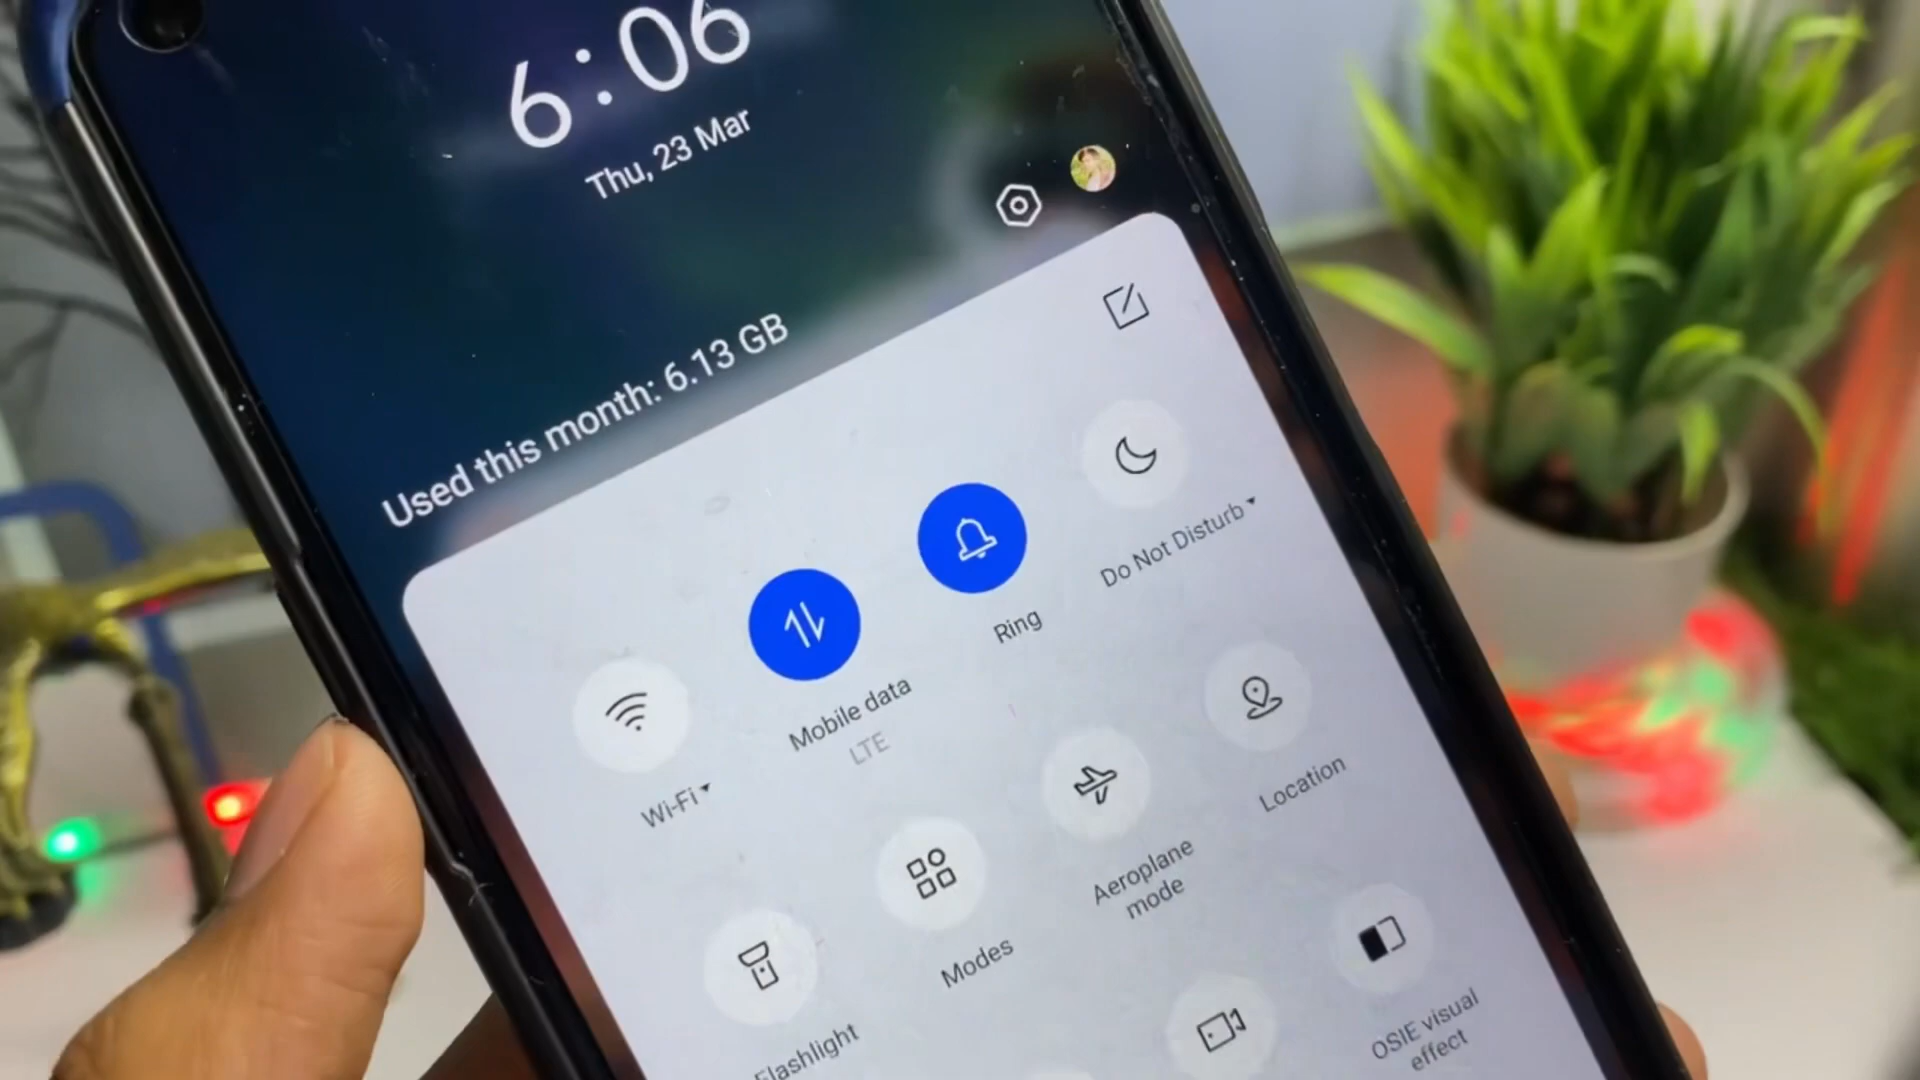 6:06
Thu, 23 Mar
Used this month: 6.13 GB
Wi-Fi
Mobile data
LTE
Ring
Do Not Disturb
Flashlight
Modes
Aeroplane
mode
Location
OSIE visual
effect